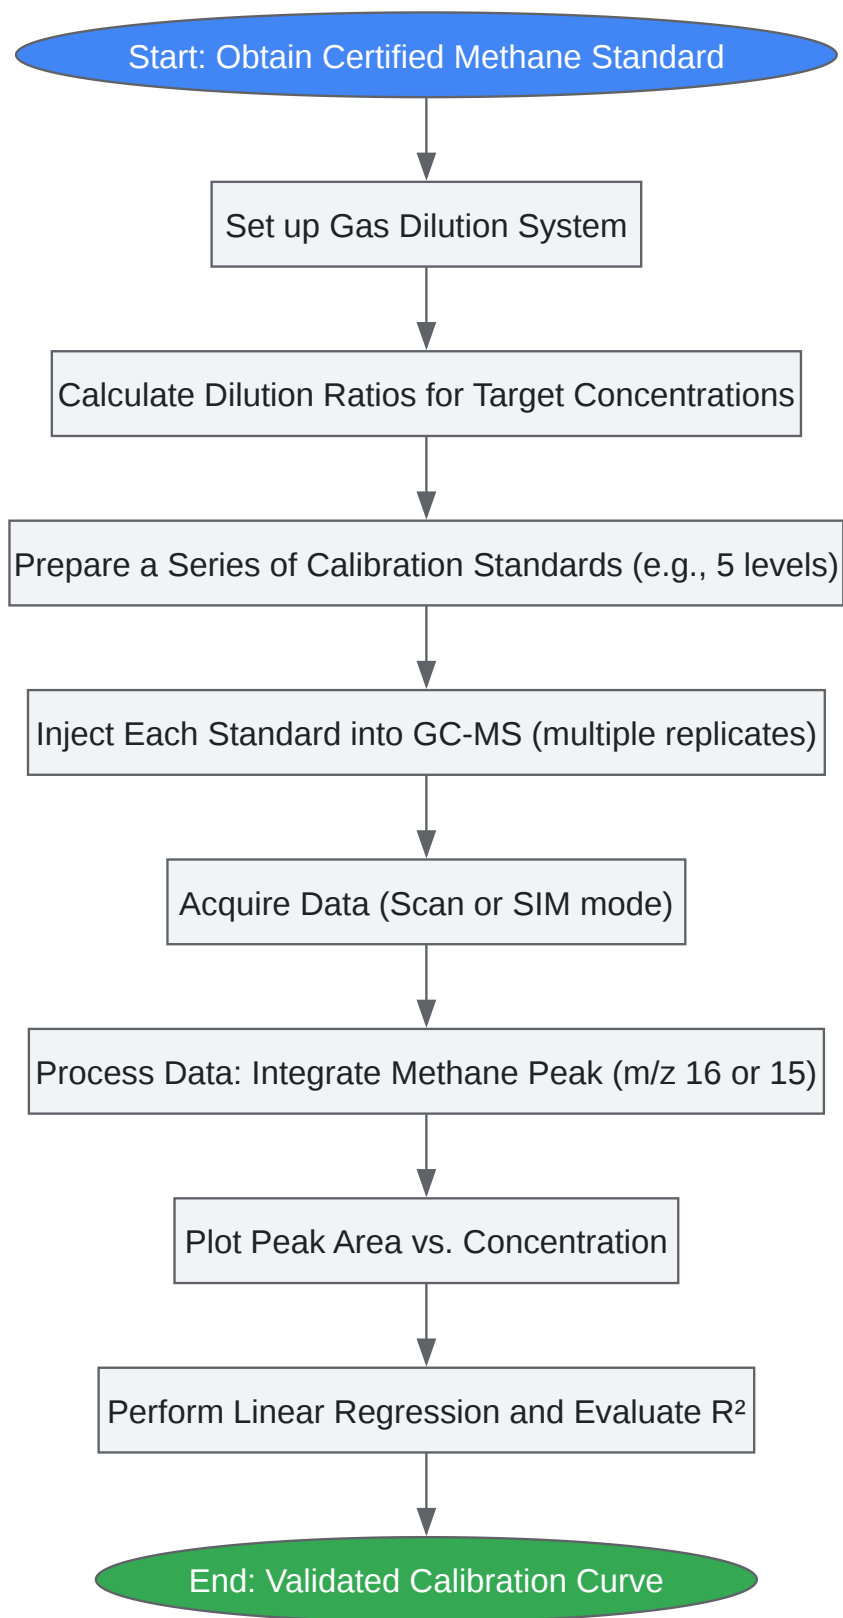 Start: Obtain Certified Methane Standard
Set up Gas Dilution System
Calculate Dilution Ratios for Target Concentrations
Prepare a Series of Calibration Standards (e.g., 5 levels)
Inject Each Standard into GC-MS (multiple replicates)
Acquire Data (Scan or SIM mode)
Process Data: Integrate Methane Peak (m/z 16 or 15)
Plot Peak Area vs. Concentration
Perform Linear Regression and Evaluate R²
End: Validated Calibration Curve